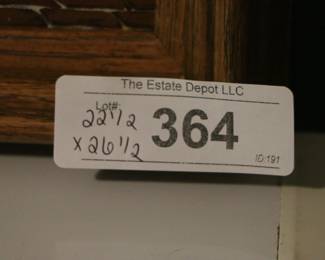 The Estate Depot LLC
Lot#:
22 1/2 364
x 26 1/2
ID:191